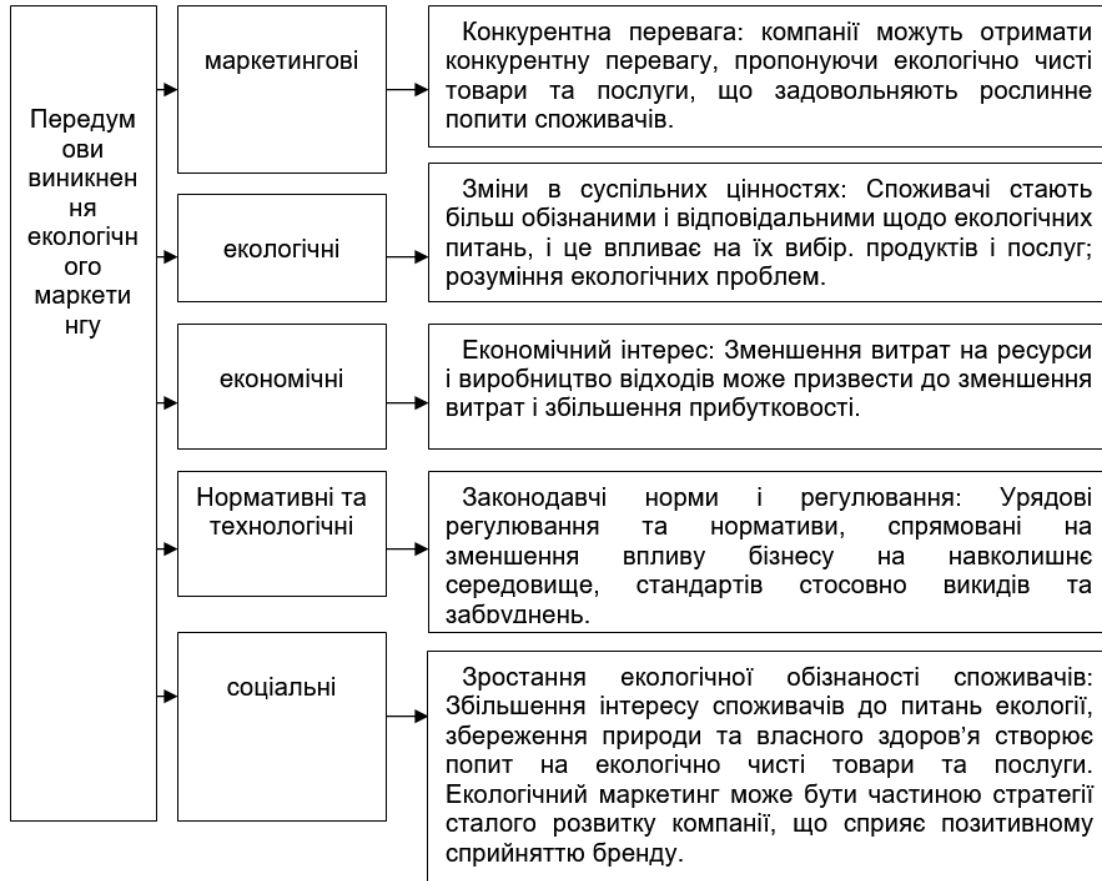 Передум
ови
виникнен
ня
екологічн
ого
маркети
нгу
маркетингові
Конкурентна перевага: компанії можуть отримати
конкурентну перевагу, пропонуючи екологічно чисті
товари та послуги, що задовольняють рослинне
попити споживачів.
екологічні
Зміни в суспільних цінностях: Споживачі стають
більш обізнаними і відповідальними щодо екологічних
питань, і це впливає на їх вибір. продуктів і послуг;
розуміння екологічних проблем.
економічні
Економічний інтерес: Зменшення витрат на ресурси
і виробництво відходів може призвести до зменшення
витрат і збільшення прибутковості.
Нормативні та
технологічні
Законодавчі норми і регулювання: Урядові
регулювання та нормативи, спрямовані на
зменшення впливу бізнесу на навколишнє
середовище, стандартів стосовно викидів та
забруднень.
соціальні
Зростання екологічної обізнаності споживачів:
Збільшення інтересу споживачів до питань екології,
збереження природи та власного здоров’я створює
попит на екологічно чисті товари та послуги.
Екологічний маркетинг може бути частиною стратегії
сталого розвитку компанії, що сприяє позитивному
сприйняттю бренду.